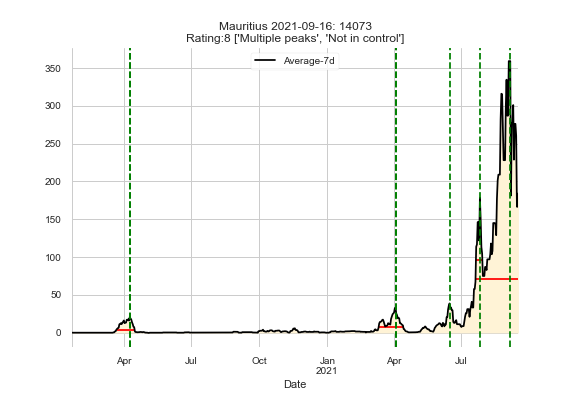 Mauritius 2021-09-16: 14073
Rating:8 ['Multiple peaks', 'Not in control']
Average-7d
350
300
250
200
150
100
50
0
Apr Jul Oct Jan Apr Jul
2021
Date